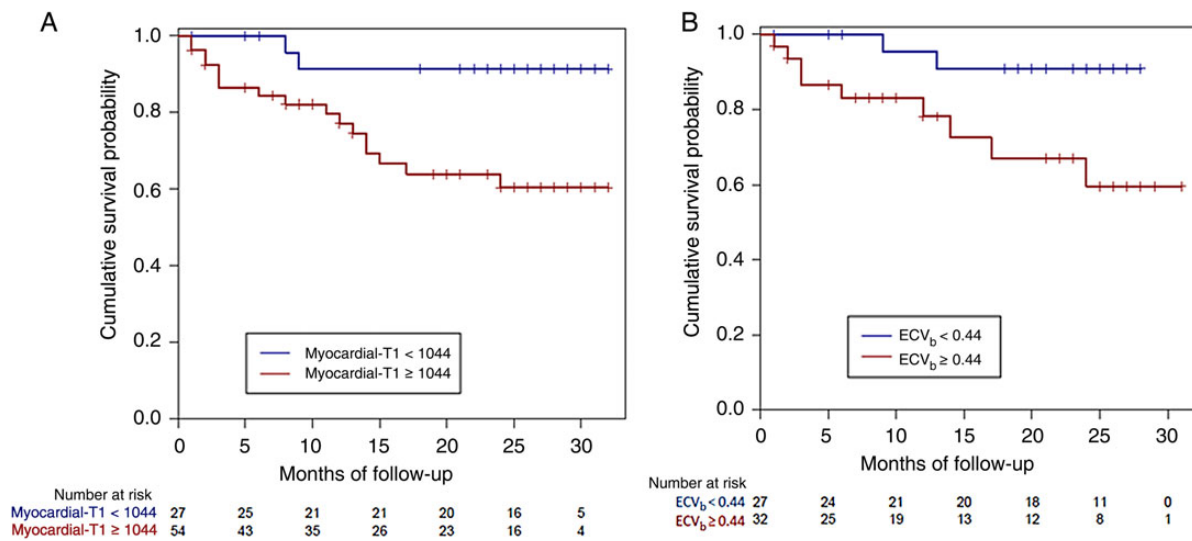 A
Cumulative survival probability
1.0
0.8
0.6
0.4
0.2
0.0
Myocardial-T1 < 1044
Myocardial-T1 ≥ 1044
0 5 10 15 20 25 30
Months of follow-up
Number at risk
Myocardial-T1 < 1044 27 25 21 21 20 16 5
Myocardial-T1 ≥ 1044 54 43 35 26 23 16 4
B
Cumulative survival probability
1.0
0.8
0.6
0.4
0.2
0.0
ECVb < 0.44
ECVb ≥ 0.44
0 5 10 15 20 25 30
Months of follow-up
Number at risk
ECVb < 0.44 27 24 21 20 18 11 0
ECVb ≥ 0.44 32 25 19 13 12 8 1